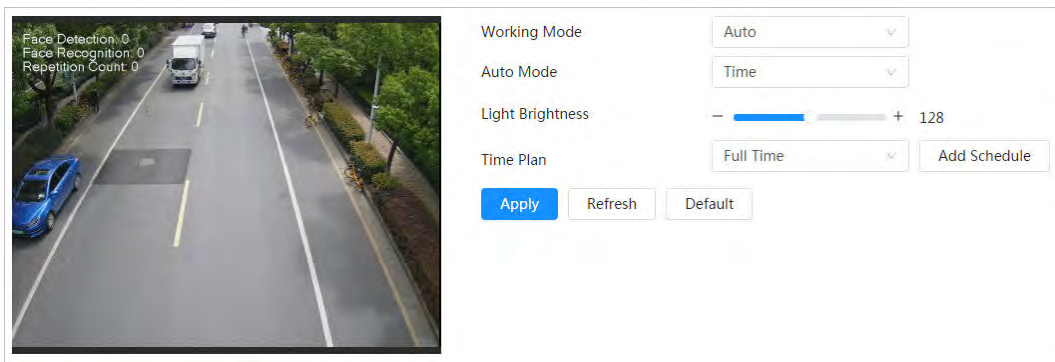 Face Detection: 0
Face Recognition: 0
Repetition Count: 0
Working Mode
Auto
Auto Mode
Time
Light Brightness
− + 128
Time Plan
Full Time
Add Schedule
Apply Refresh Default